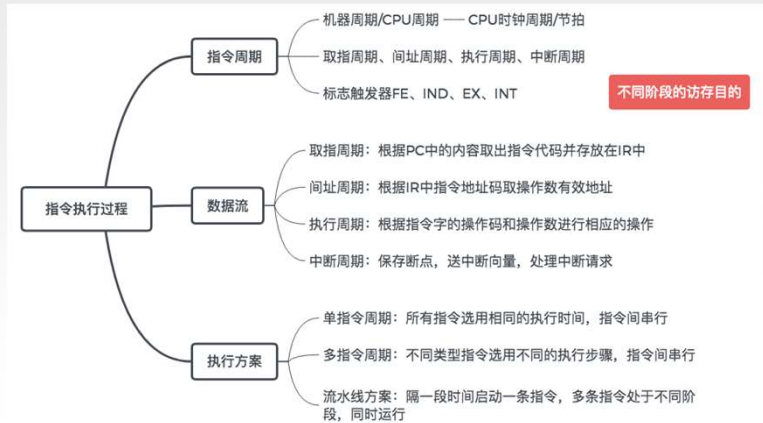 机器周期/CPU周期 CPU时钟周期/节拍
指令周期
取指周期、间址周期、执行周期、中断周期
标志触发器FE、IND、EX、INT
不同阶段的访存目的
取指周期：根据PC中的内容取出指令代码并存放在IR中
间址周期：根据IR中指令地址码取操作数有效地址
指令执行过程
数据流
执行周期：根据指令字的操作码和操作数进行相应的操作
中断周期：保存断点，送中断向量，处理中断请求
单指令周期：所有指令选用相同的执行时间，指令间串行
执行方案
多指令周期：不同类型指令选用不同的执行步骤，指令间串行
流水线方案：隔一段时间启动一条指令，多条指令处于不同阶
段，同时运行